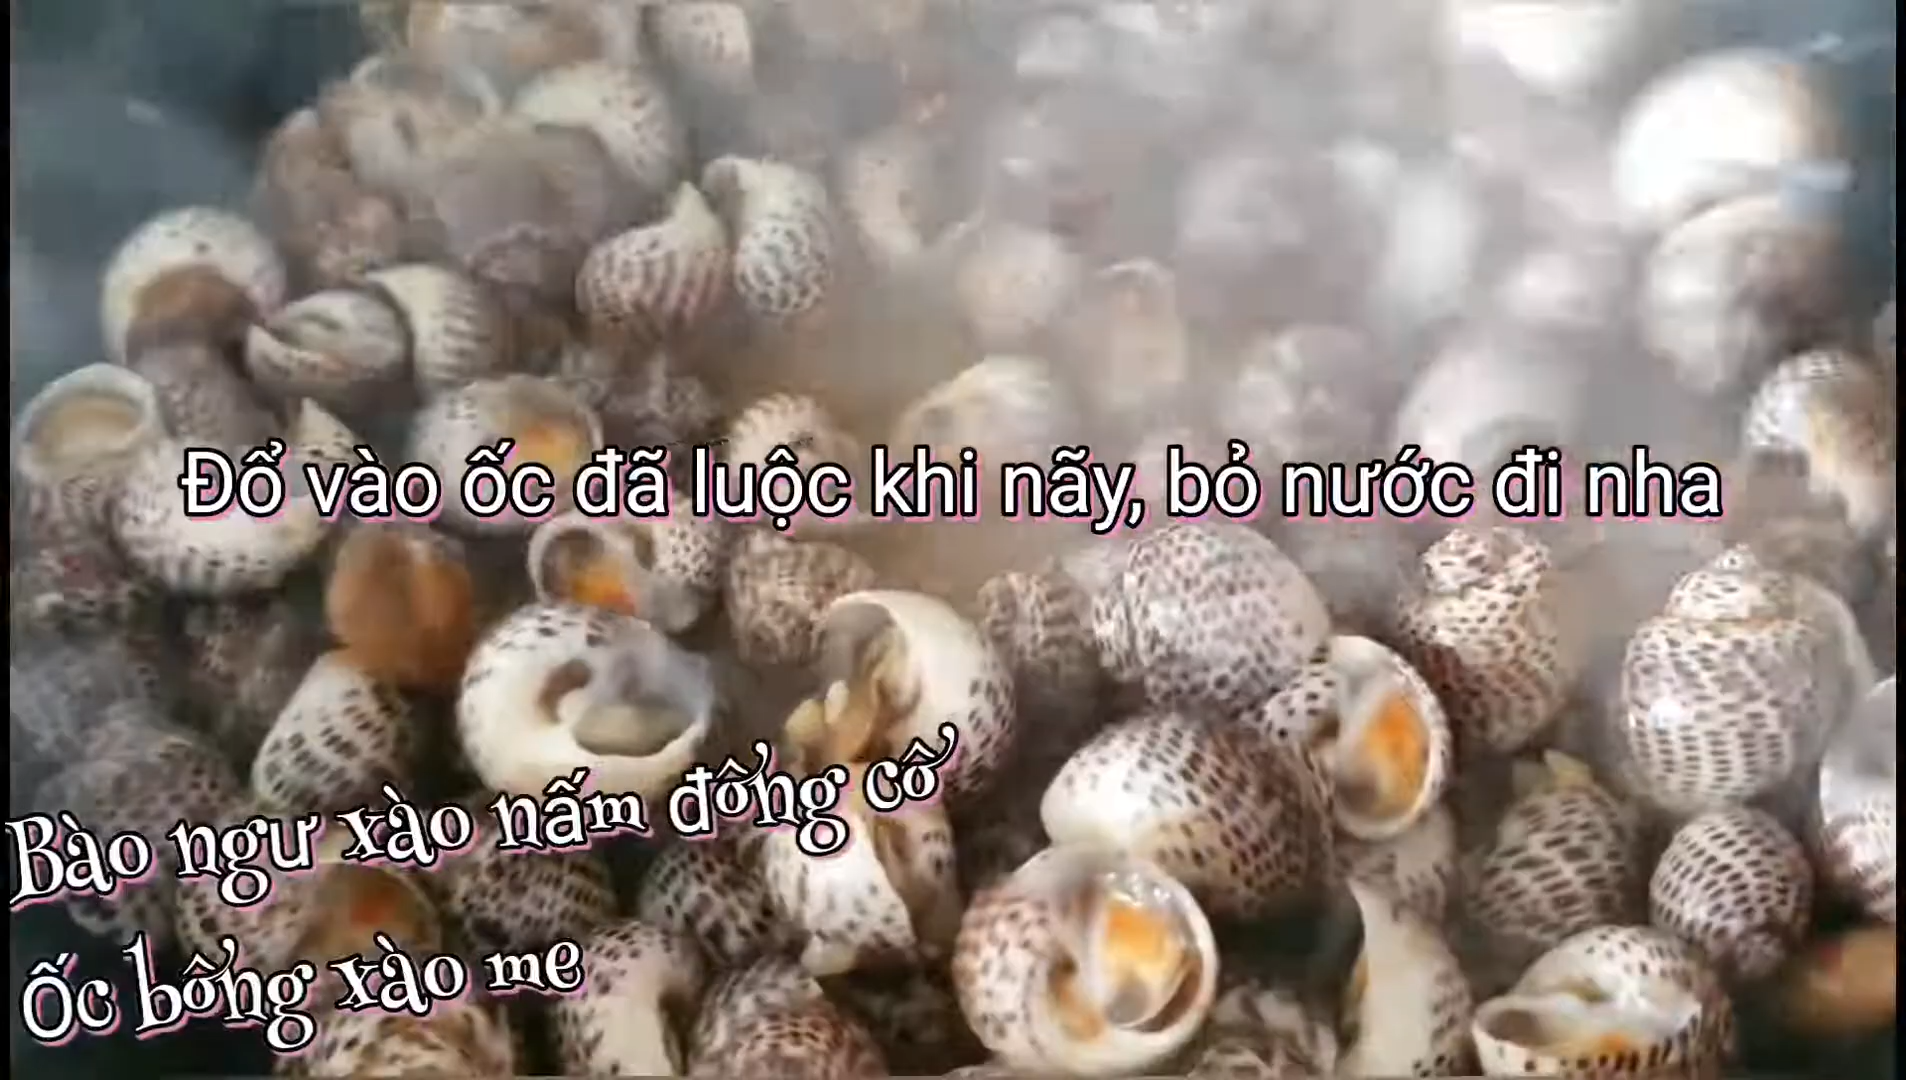 Đổ vào ốc đã luộc khi nãy, bỏ nước đi nha
Bào ngư xào nấm đông cô
Ốc bông xào me